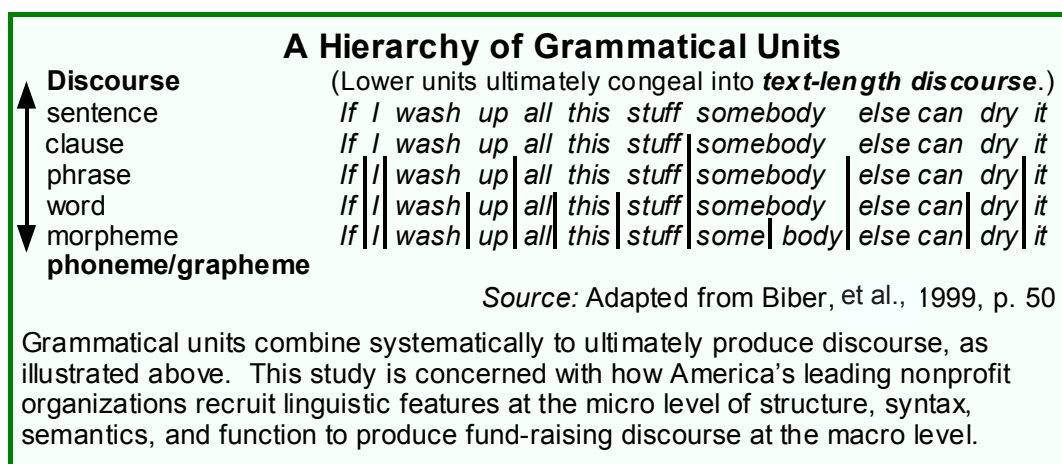 A Hierarchy of Grammatical Units
Discourse (Lower units ultimately congeal into text-length discourse.)
sentence If I wash up all this stuff somebody else can dry it
clause If I wash up all this stuff | somebody else can dry it
phrase If | I | wash up | all this stuff | somebody | else can dry | it
word If | I | wash | up | all | this | stuff | somebody | else can | dry | it
morpheme If | I | wash | up | all | this | stuff | some | body | else can | dry | it
phoneme/grapheme
Source: Adapted from Biber, et al., 1999, p. 50
Grammatical units combine systematically to ultimately produce discourse, as
illustrated above. This study is concerned with how America's leading nonprofit
organizations recruit linguistic features at the micro level of structure, syntax,
semantics, and function to produce fund-raising discourse at the macro level.